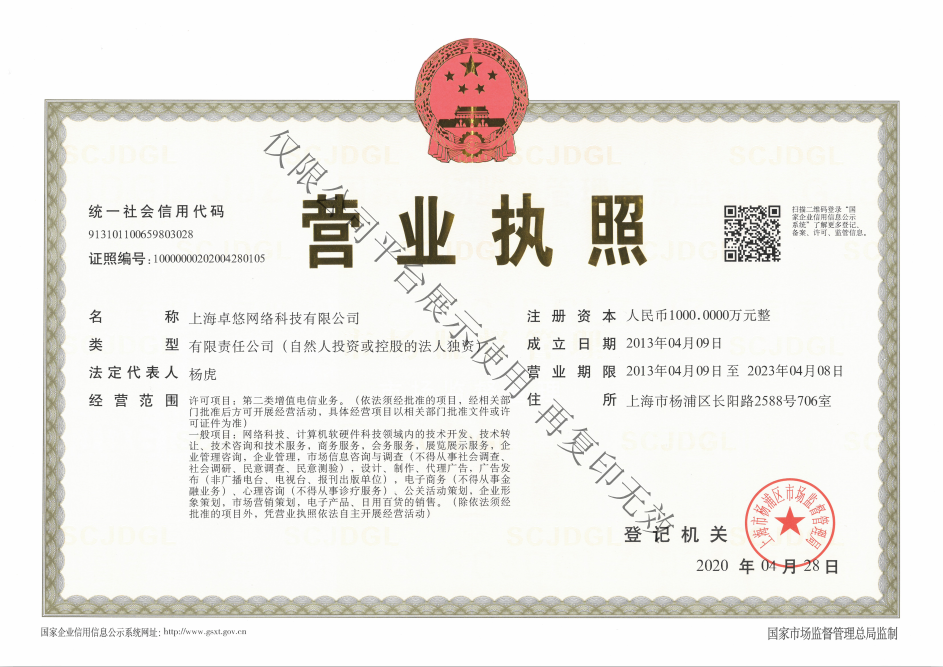 营业执照
统一社会信用代码
913101100659803028
证照编号:10000000202004280105
扫描二维码登录“国
家企业信用信息公示
系统”了解更多登记、
备案、许可、监管信息。
名称 上海卓悠网络科技有限公司
类型 有限责任公司（自然人投资或控股的法人独资）
法定代表人 杨虎
经营范围 许可项目：第二类增值电信业务。（依法须经批准的项目，经相关部
门批准后方可开展经营活动，具体经营项目以相关部门批准文件或许
可证件为准）
一般项目：网络科技、计算机软硬件科技领域内的技术开发、技术转
让、技术咨询和技术服务，商务服务，会务服务，展览展示服务，企
业管理咨询，企业管理，市场信息咨询与调查（不得从事社会调查、
社会调研、民意调查、民意测验），设计、制作、代理广告，广告发
布（非广播电台、电视台、报刊出版单位），电子商务（不得从事金
融业务）、心理咨询（不得从事诊疗服务）、公关活动策划，企业形
象策划，市场营销策划，电子产品、日用百货的销售。（除依法须经
批准的项目外，凭营业执照依法自主开展经营活动）
注册资本 人民币1000.0000万元整
成立日期 2013年04月09日
营业期限 2013年04月09日 至 2023年04月08日
住所 上海市杨浦区长阳路2588号706室
仅限公司平台展示使用 再复印无效
登记机关
上海市杨浦区市场监督管理局
2020 年 04 月 28 日
国家企业信用信息公示系统网址: http://www.gsxt.gov.cn
国家市场监督管理总局监制
SCJDGL
SCJDGL
SCJDGL
SCJDGL